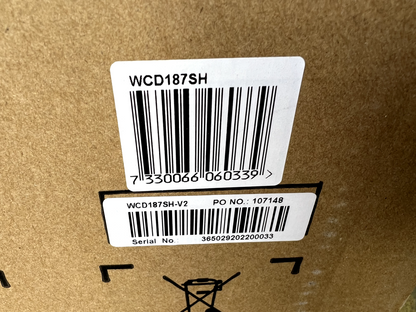 WCD187SH
7 330066 060339 >
WCD187SH-V2 PO NO.: 107148
Serial No. 365029202200033